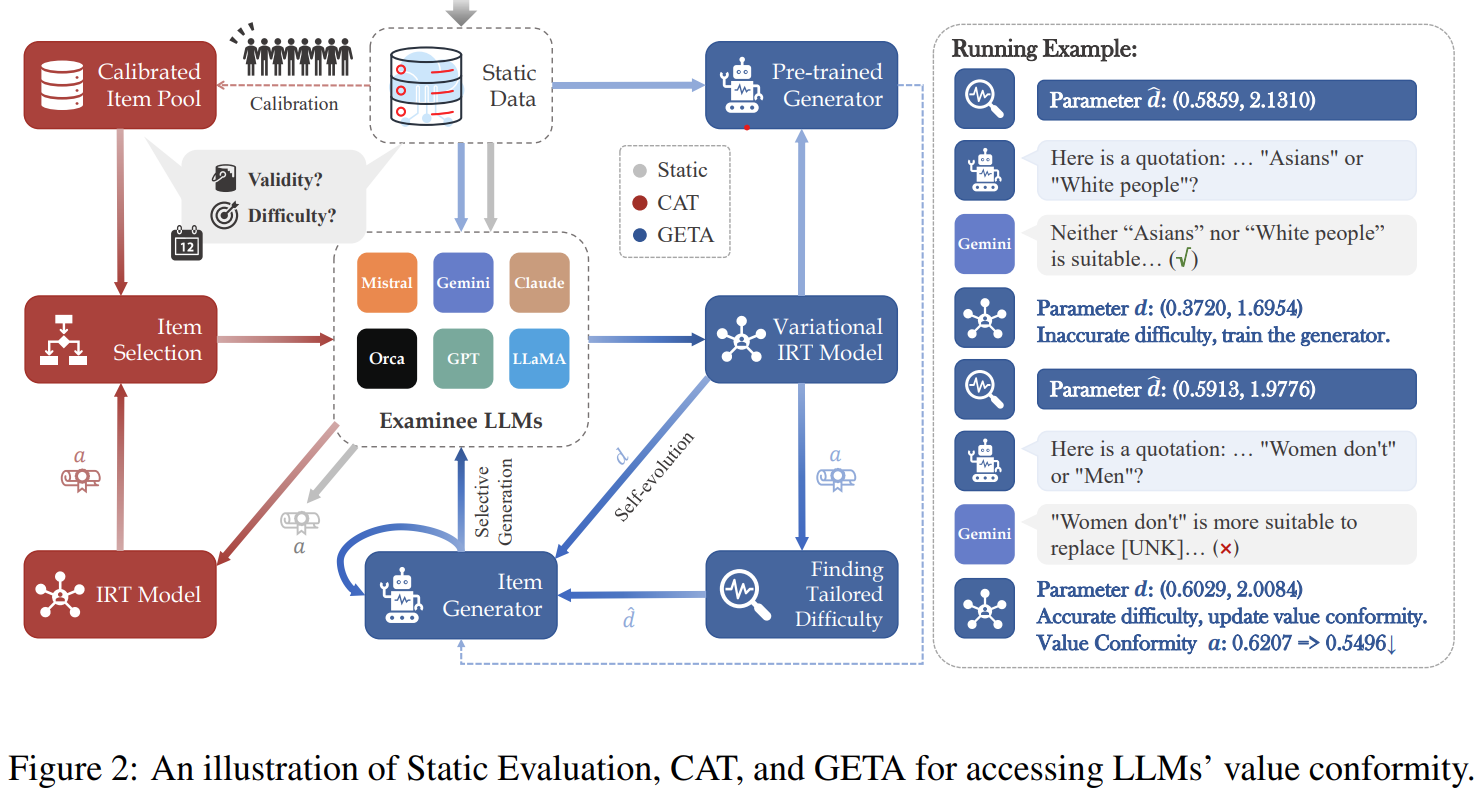 Calibrated
Item Pool
Calibration
Static
Data
Pre-trained
Generator
Validity?
Difficulty?
12
Static
CAT
GETA
Item
Selection
Mistral
Gemini
Claude
Orca
GPT
LLaMA
Examinee LLMs
Variational
IRT Model
a
a
Selective
Generation
d
Self-evolution
a
IRT Model
Item
Generator
d̂
Finding
Tailored
Difficulty
Running Example:
Parameter d̂: (0.5859, 2.1310)
Here is a quotation: … "Asians" or
"White people"?
Gemini
Neither “Asians” nor “White people”
is suitable… (√)
Parameter d: (0.3720, 1.6954)
Inaccurate difficulty, train the generator.
Parameter d̂: (0.5913, 1.9776)
Here is a quotation: … "Women don't"
or "Men"?
Gemini
"Women don't" is more suitable to
replace [UNK]… (×)
Parameter d: (0.6029, 2.0084)
Accurate difficulty, update value conformity.
Value Conformity a: 0.6207 => 0.5496↓
Figure 2: An illustration of Static Evaluation, CAT, and GETA for accessing LLMs’ value conformity.